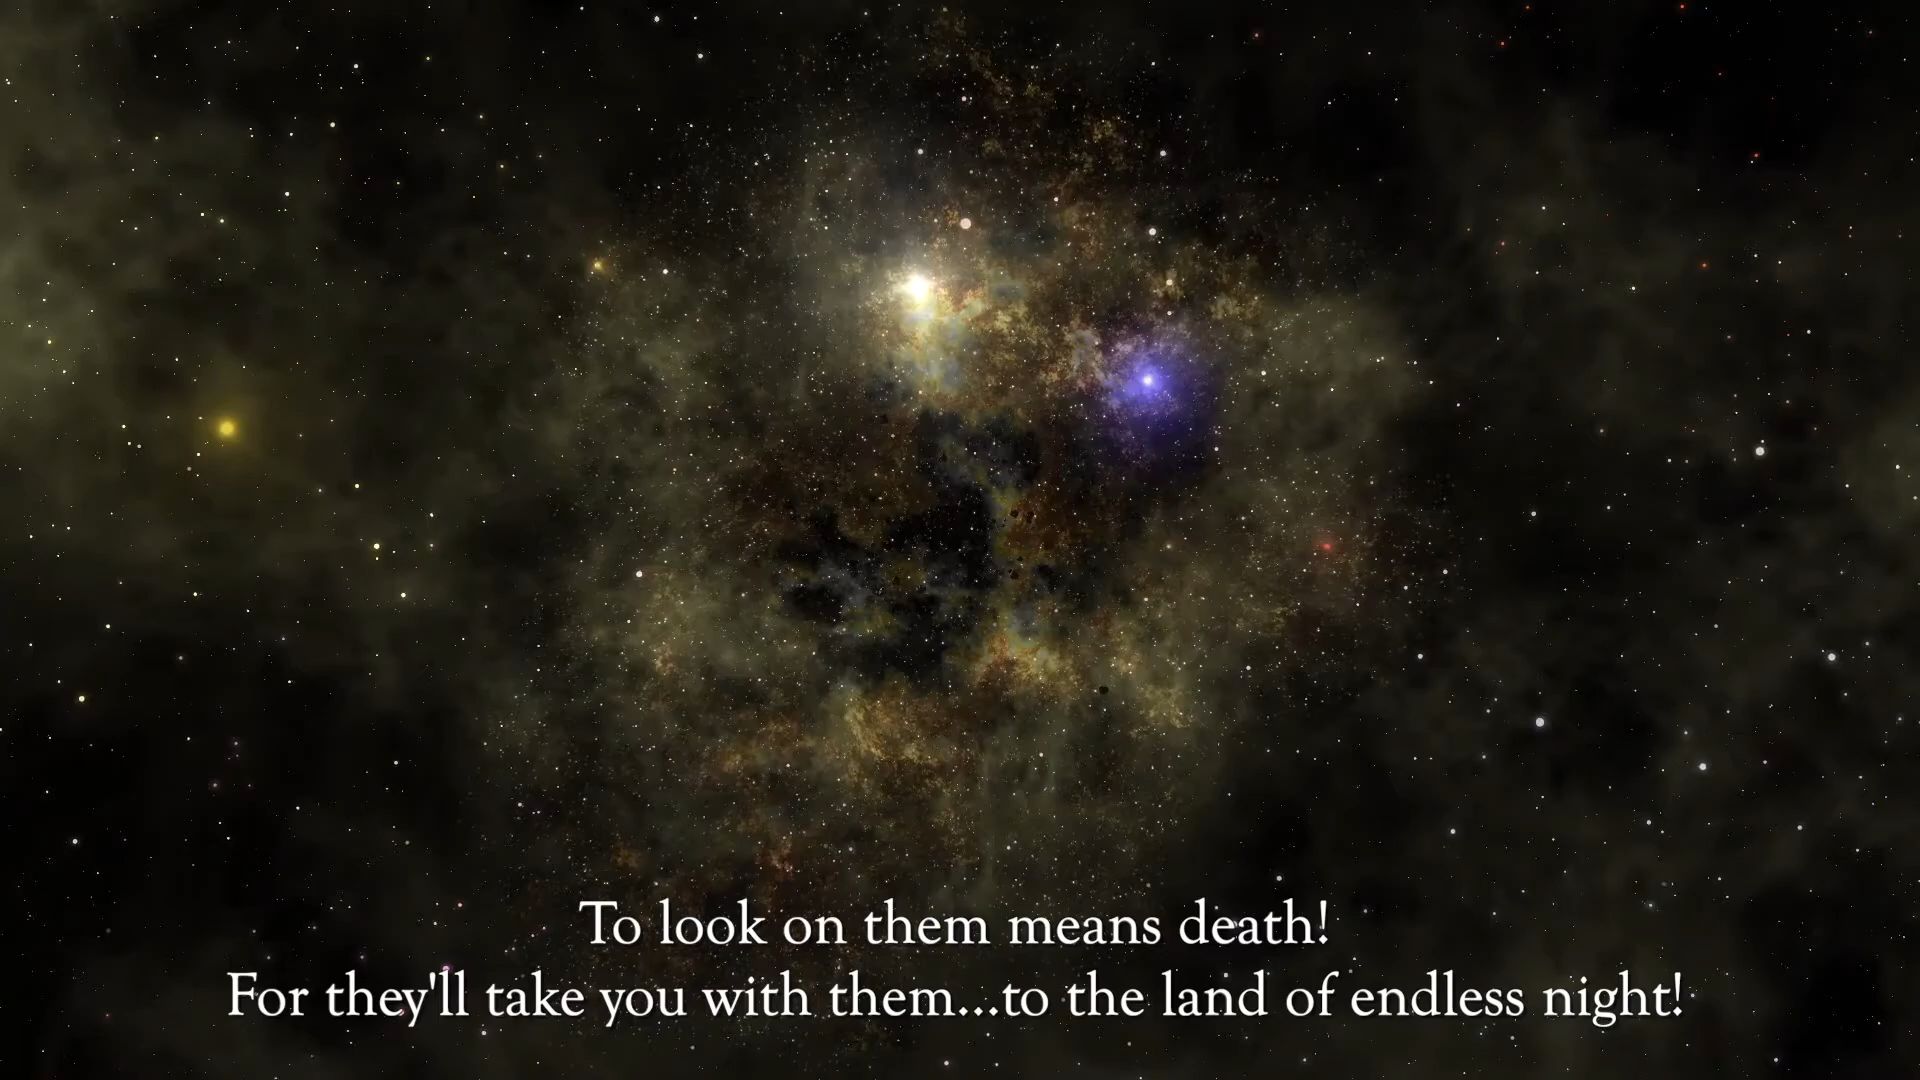 To look on them means death!
For they'll take you with them...to the land of endless night!